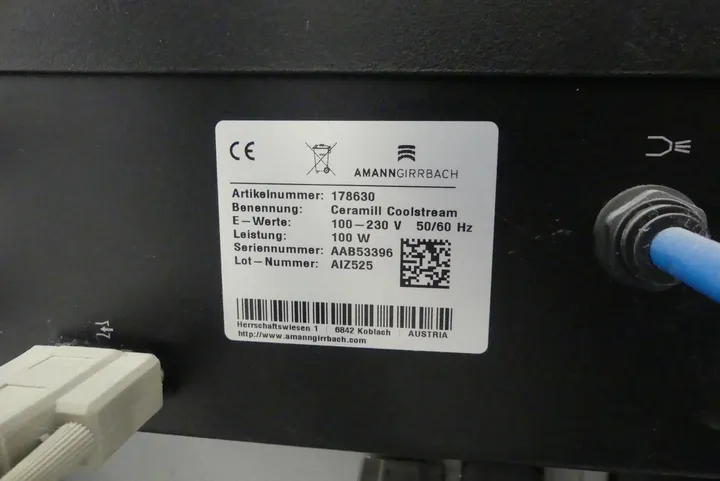 CE
AMANNGIRRBACH
Artikelnummer: 178630
Benennung: Ceramill Coolstream
E-Werte: 100-230 V 50/60 Hz
Leistung: 100 W
Seriennummer: AAB53396
Lot-Nummer: AIZ525
Herrschaftswiesen 1 | 6842 Koblach | AUSTRIA
http://www.amanngirrbach.com